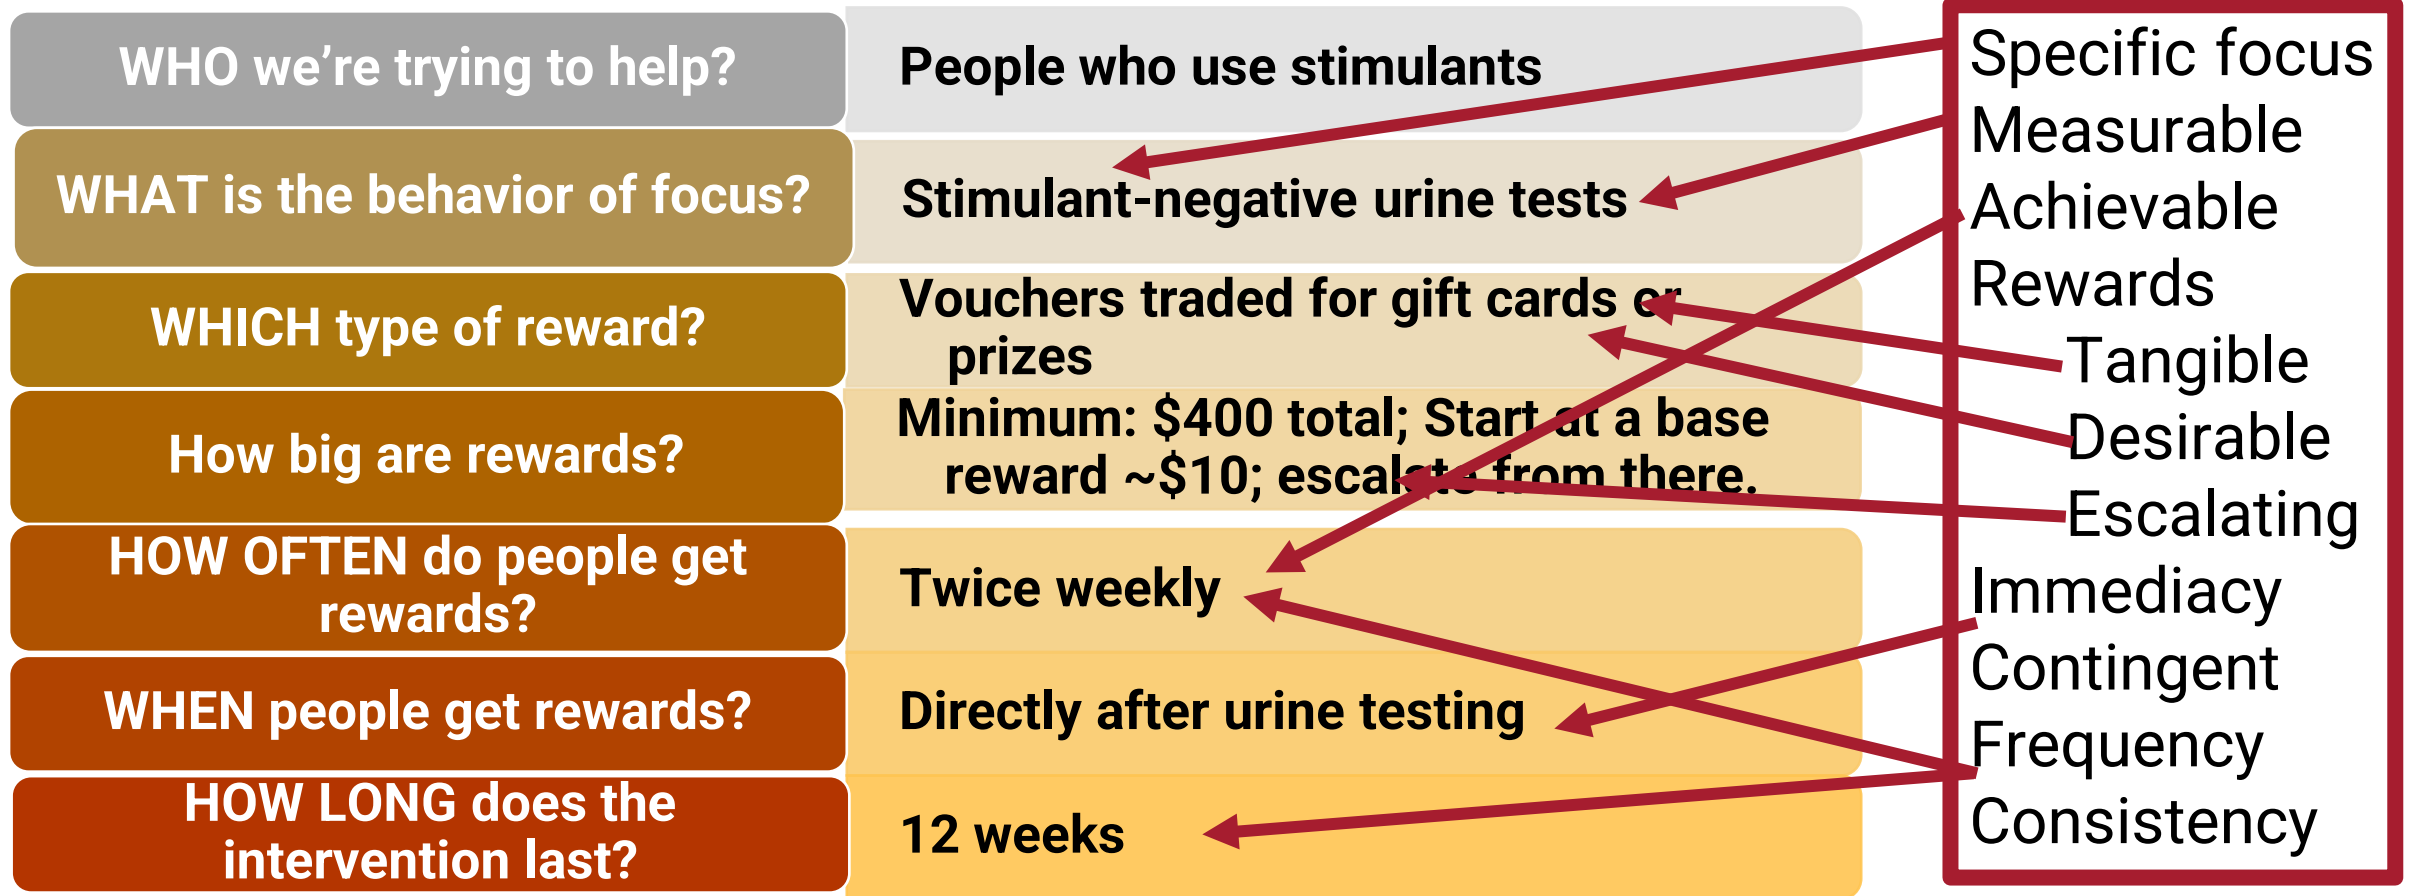 WHO we're trying to help?
People who use stimulants
WHAT is the behavior of focus?
Stimulant-negative urine tests
WHICH type of reward?
Vouchers traded for gift cards or
prizes
How big are rewards?
Minimum: $400 total; Start at a base
reward ~$10; escalate from there.
HOW OFTEN do people get
rewards?
Twice weekly
WHEN people get rewards?
Directly after urine testing
HOW LONG does the
intervention last?
12 weeks
Specific focus
Measurable
Achievable
Rewards
Tangible
Desirable
Escalating
Immediacy
Contingent
Frequency
Consistency